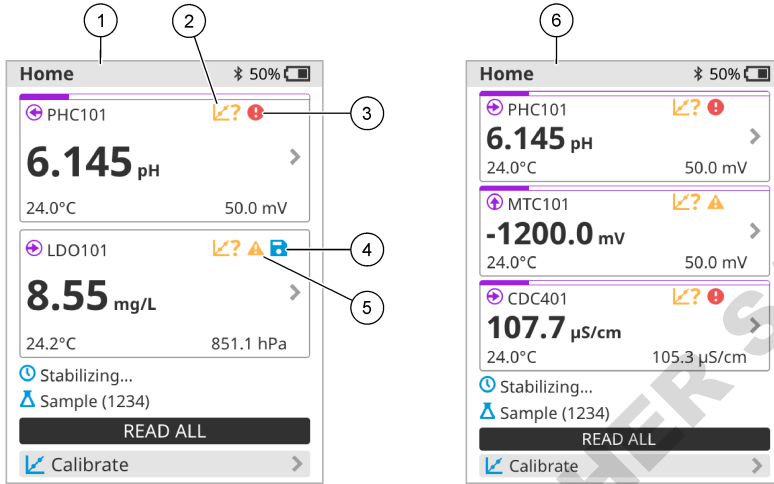 1
2
3
4
5
6
Home
50%
PHC101
?
6.145 pH
24.0°C 50.0 mV
LDO101
?
8.55 mg/L
24.2°C 851.1 hPa
Stabilizing...
Sample (1234)
READ ALL
Calibrate
Home
50%
PHC101
?
6.145 pH
24.0°C 50.0 mV
MTC101
?
-1200.0 mV
24.0°C 50.0 mV
CDC401
?
107.7 µS/cm
24.0°C 105.3 µS/cm
Stabilizing...
Sample (1234)
READ ALL
Calibrate
HER S